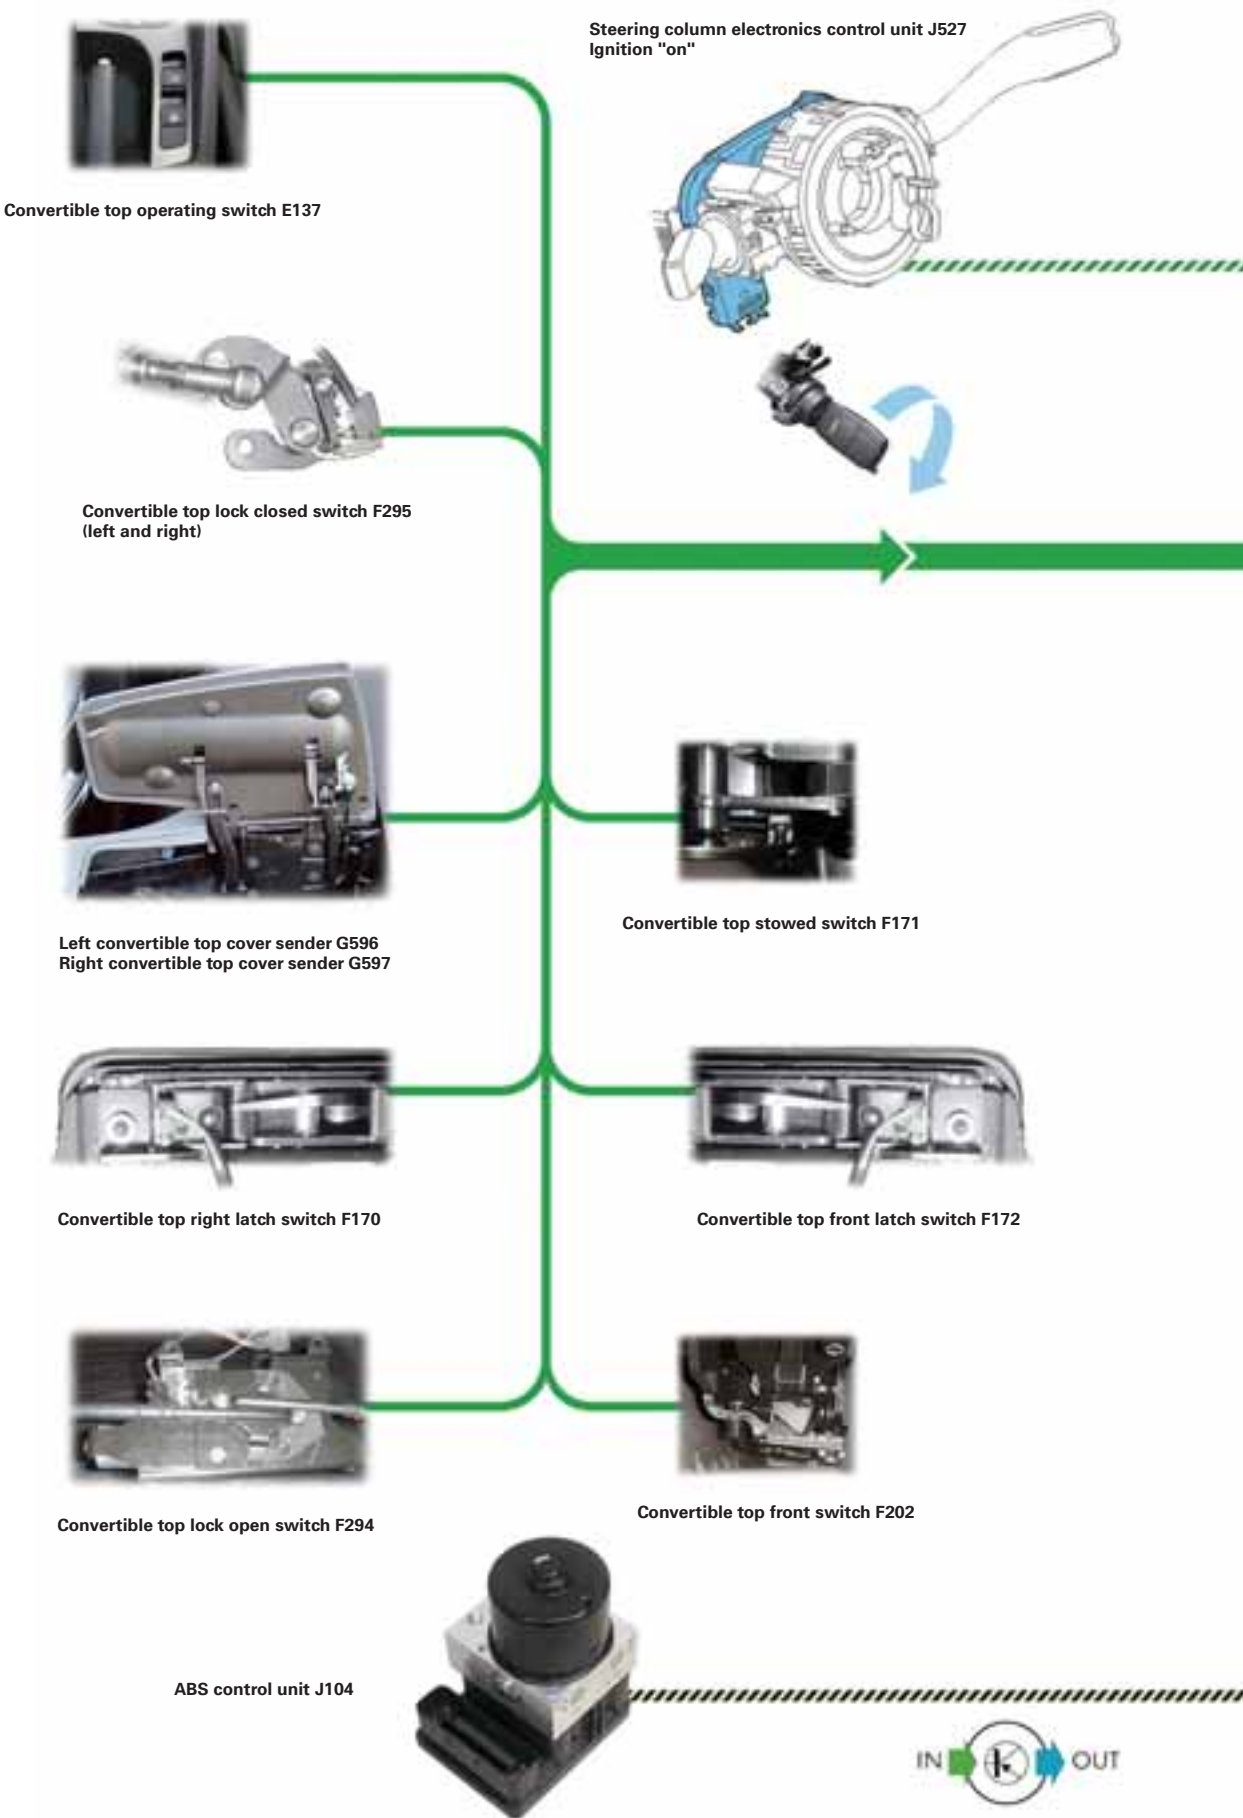 Steering column electronics control unit J527
Ignition "on"
Convertible top operating switch E137
Convertible top lock closed switch F295
(left and right)
Left convertible top cover sender G596
Right convertible top cover sender G597
Convertible top stowed switch F171
Convertible top right latch switch F170
Convertible top front latch switch F172
Convertible top lock open switch F294
Convertible top front switch F202
ABS control unit J104
IN OUT